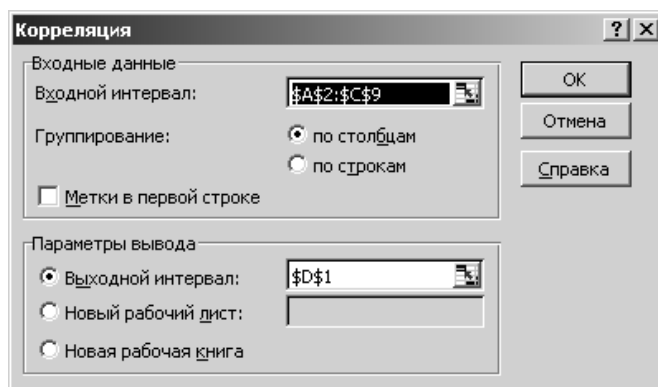 Корреляция
Входные данные
Входной интервал: $A$2:$C$9
Группирование: по столбцам
по строкам
Метки в первой строке
OK
Отмена
Справка
Параметры вывода
Выходной интервал: $D$1
Новый рабочий лист:
Новая рабочая книга